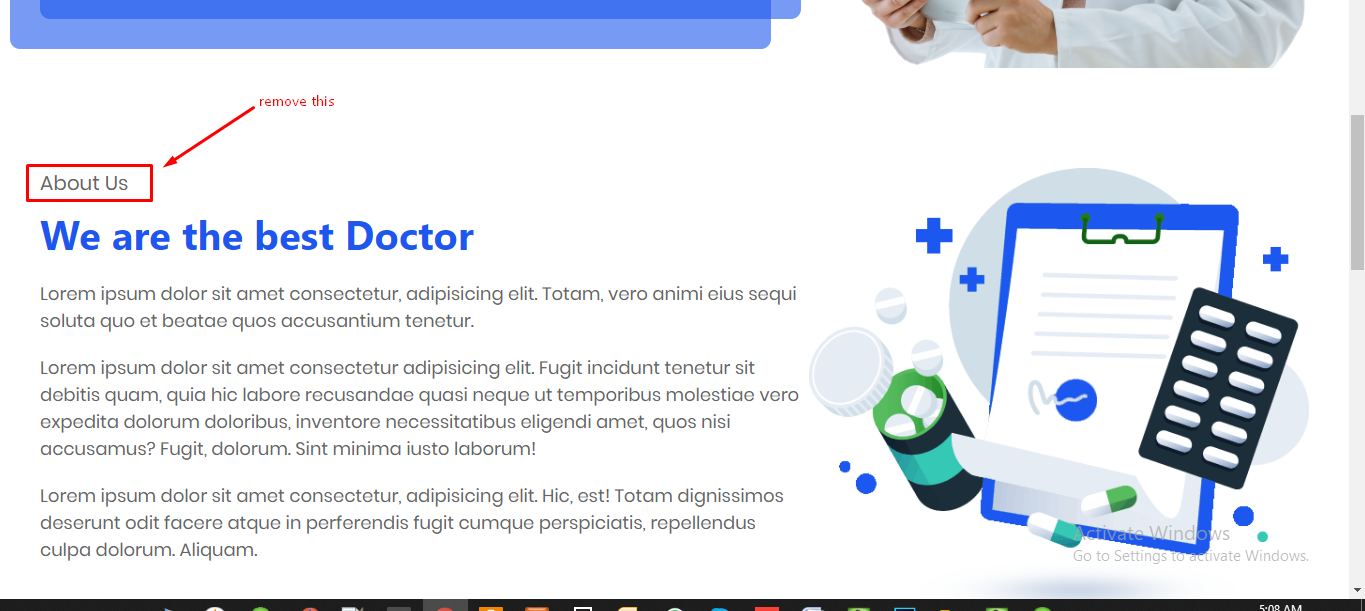 remove this
About Us
We are the best Doctor
Lorem ipsum dolor sit amet consectetur, adipisicing elit. Totam, vero animi eius sequi
soluta quo et beatae quos accusantium tenetur.
Lorem ipsum dolor sit amet consectetur adipisicing elit. Fugit incidunt tenetur sit
debitis quam, quia hic labore recusandae quasi neque ut temporibus molestiae vero
expedita dolorum doloribus, inventore necessitatibus eligendi amet, quos nisi
accusamus? Fugit, dolorum. Sint minima iusto laborum!
Lorem ipsum dolor sit amet consectetur, adipisicing elit. Hic, est! Totam dignissimos
deserunt odit facere atque in perferendis fugit cumque perspiciatis, repellendus
culpa dolorum. Aliquam.
Activate Windows
Go to Settings to activate Windows.
5:08 AM